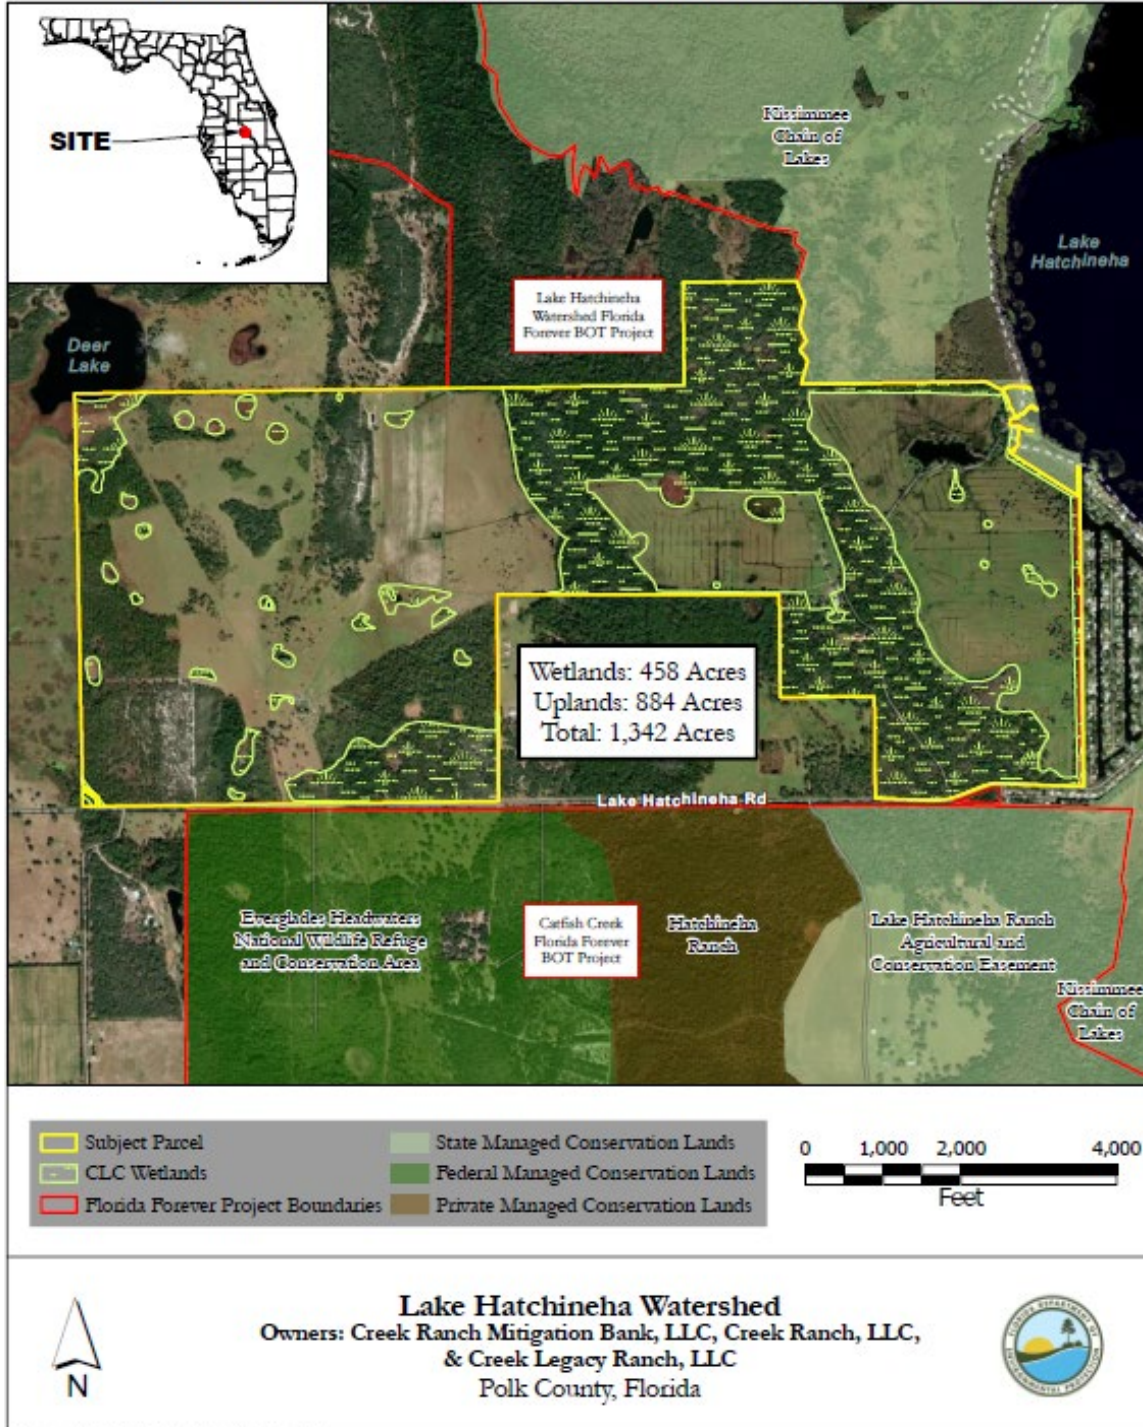 SITE
Kissimmee
Chain of
Lakes
Lake
Hatchineha
Lake Hatchineha
Watershed Florida
Forever BOT Project
Deer
Lake
Wetlands: 458 Acres
Uplands: 884 Acres
Total: 1,342 Acres
Lake Hatchineha Rd
Everglades Headwaters
National Wildlife Refuge
and Conservation Area
Catfish Creek
Florida Forever
BOT Project
Hatchineha
Ranch
Lake Hatchineha Ranch
Agricultural and
Conservation Easement
Kissimmee
Chain of
Lakes
Subject Parcel
CLC Wetlands
Florida Forever Project Boundaries
State Managed Conservation Lands
Federal Managed Conservation Lands
Private Managed Conservation Lands
0 1,000 2,000 4,000
Feet
N
Lake Hatchineha Watershed
Owners: Creek Ranch Mitigation Bank, LLC, Creek Ranch, LLC,
& Creek Legacy Ranch, LLC
Polk County, Florida
FLORIDA DEPARTMENT OF
ENVIRONMENTAL PROTECTION